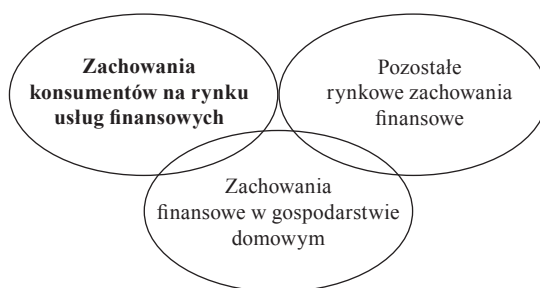 Zachowania
konsumentów na rynku
usług finansowych
Pozostałe
rynkowe zachowania
finansowe
Zachowania
finansowe w gospodarstwie
domowym